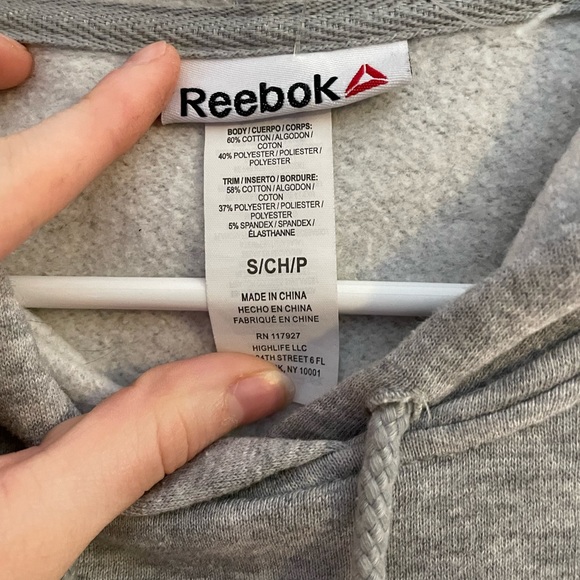 Reebok
BODY / CUERPO / CORPS:
60% COTTON / ALGODON /
COTON
40% POLYESTER / POLIESTER /
POLYESTER
TRIM / INSERTO / BORDURE:
58% COTTON / ALGODON /
COTON
37% POLYESTER / POLIESTER /
POLYESTER
5% SPANDEX / SPANDEX /
ÉLASTHANNE
S/CH/P
MADE IN CHINA
HECHO EN CHINA
FABRIQUÉ EN CHINE
RN 117927
HIGHLIFE LLC
STREET 6 FL
NY 10001